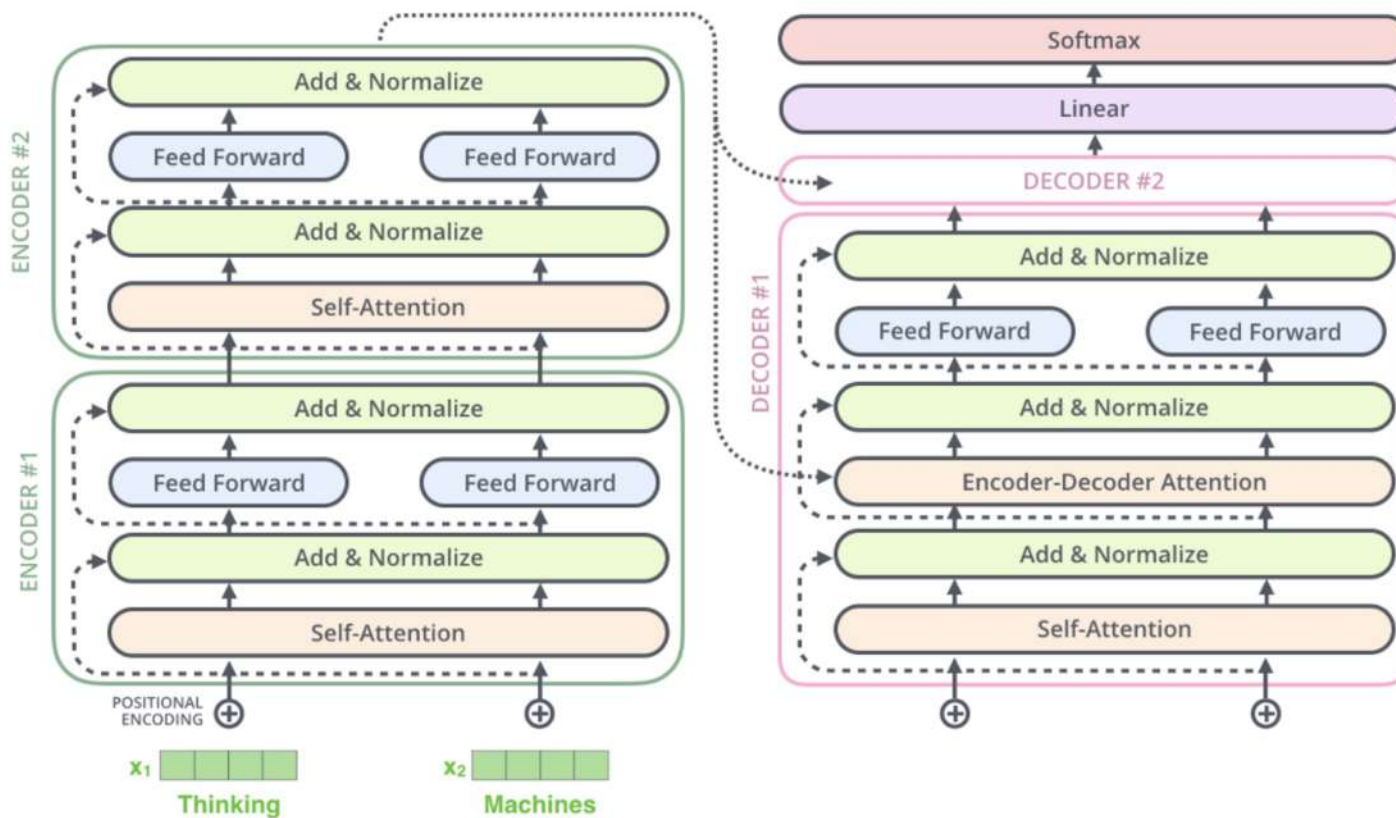 ENCODER #2
Add & Normalize
Feed Forward
Feed Forward
Add & Normalize
Self-Attention
ENCODER #1
Add & Normalize
Feed Forward
Feed Forward
Add & Normalize
Self-Attention
POSITIONAL
ENCODING
x₁
x₂
Thinking
Machines
Softmax
Linear
DECODER #2
DECODER #1
Add & Normalize
Feed Forward
Feed Forward
Add & Normalize
Encoder-Decoder Attention
Add & Normalize
Self-Attention